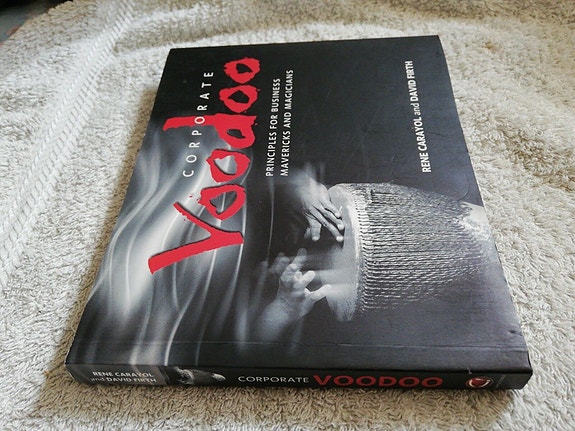 CORPORATE
Voodoo
PRINCIPLES FOR BUSINESS
MAVERICKS AND MAGICIANS
RENE CARAYOL and DAVID FIRTH
RENE CARAYOL
and DAVID FIRTH
CORPORATE VOODOO